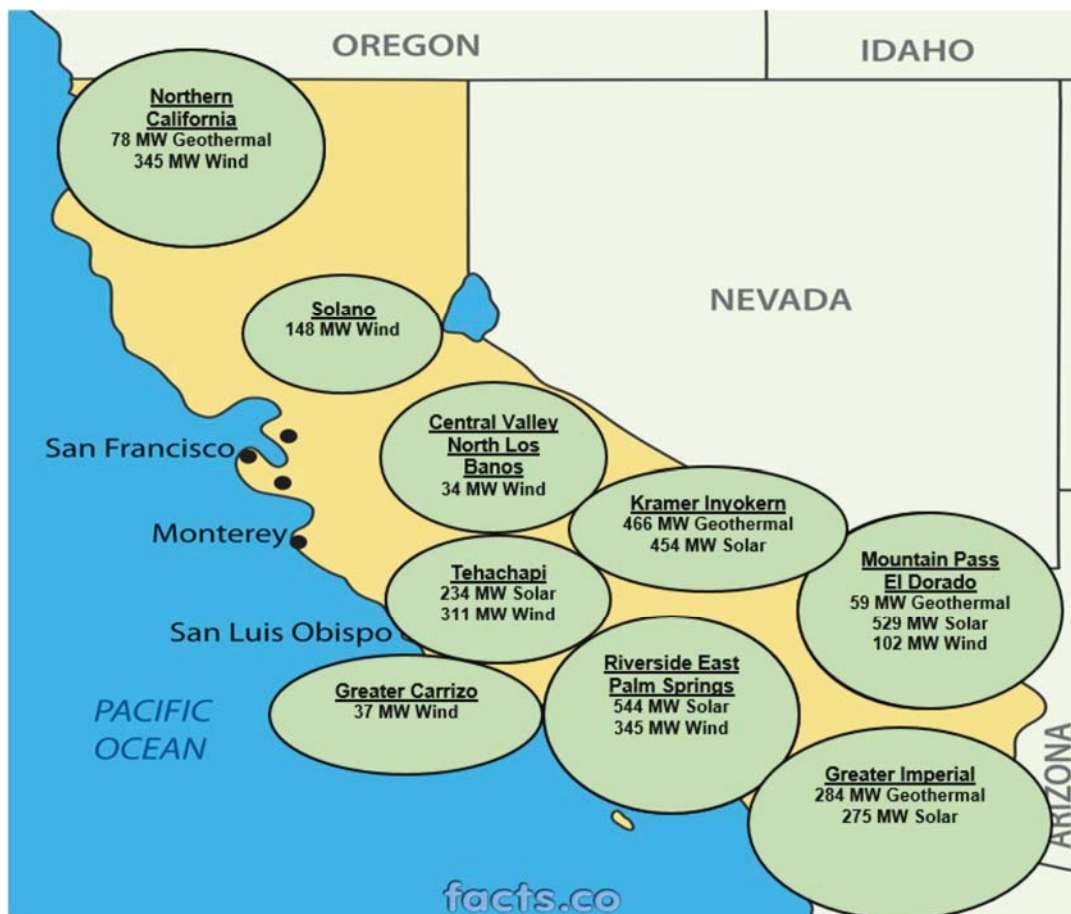 OREGON
IDAHO
Northern
California
78 MW Geothermal
345 MW Wind
NEVADA
Solano
148 MW Wind
Central Valley
North Los
Banos
34 MW Wind
San Francisco
Kramer Inyokern
466 MW Geothermal
454 MW Solar
Monterey
Mountain Pass
El Dorado
59 MW Geothermal
529 MW Solar
102 MW Wind
Tehachapi
234 MW Solar
311 MW Wind
San Luis Obispo
Riverside East
Palm Springs
544 MW Solar
345 MW Wind
Greater Carrizo
37 MW Wind
PACIFIC
OCEAN
ARIZONA
Greater Imperial
284 MW Geothermal
275 MW Solar
facts.co